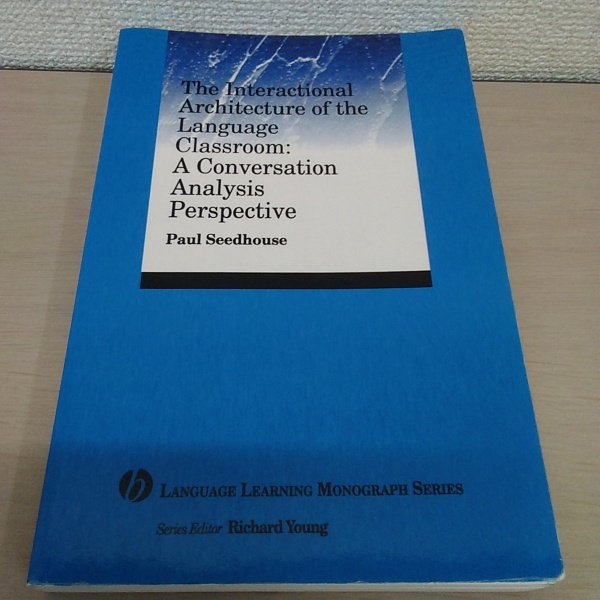 The Interactional
Architecture of the
Language
Classroom:
A Conversation
Analysis
Perspective
Paul Seedhouse
LANGUAGE LEARNING MONOGRAPH SERIES
Series Editor Richard Young